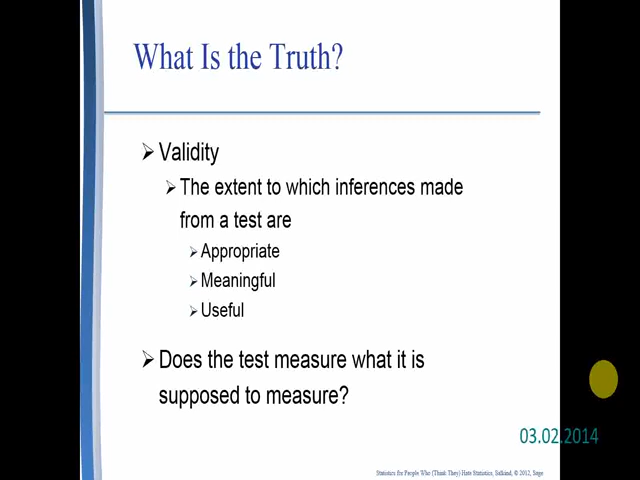 What Is the Truth?
Validity
The extent to which inferences made
from a test are
Appropriate
Meaningful
Useful
Does the test measure what it is
supposed to measure?
03.02.2014
Statistics for People Who (Think They) Hate Statistics, Salkind, © 2012, Sage